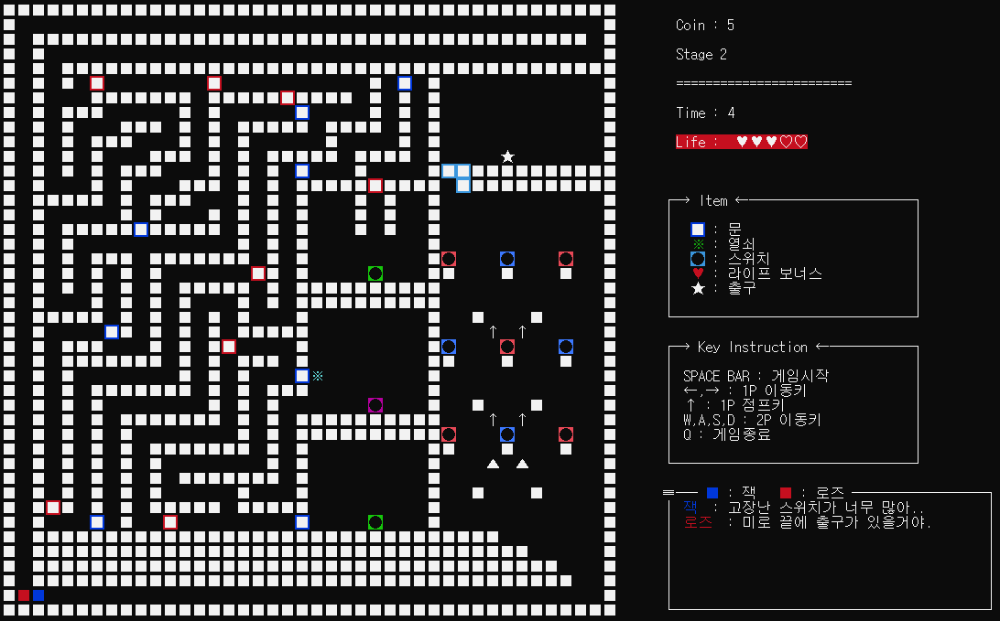 Coin : 5
Stage 2
========================
Time : 4
Life : ♥♥♥♡♡
→ Item ←
: 문
※ : 열쇠
: 스위치
♥ : 라이프 보너스
★ : 출구
→ Key Instruction ←
SPACE BAR : 게임시작
←,→ : 1P 이동키
↑ : 1P 점프키
W,A,S,D : 2P 이동키
Q : 게임종료
■ : 잭 ■ : 로즈
잭 : 고장난 스위치가 너무 많아..
로즈 : 미로 끝에 출구가 있을거야.